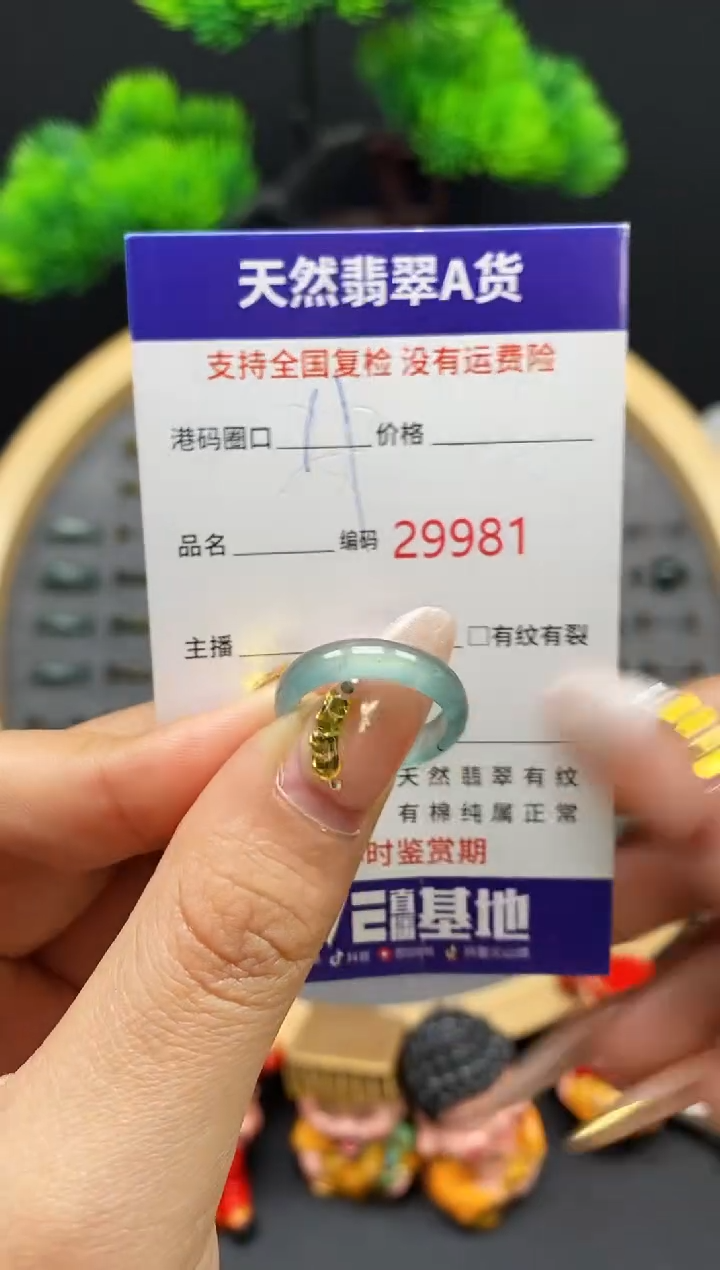 天然翡翠A货
支持全国复检 没有运费险
港码圈口 价格
品名 编码 29981
主播 □有纹有裂
天然翡翠有纹
有棉纯属正常
时鉴赏期
直播基地